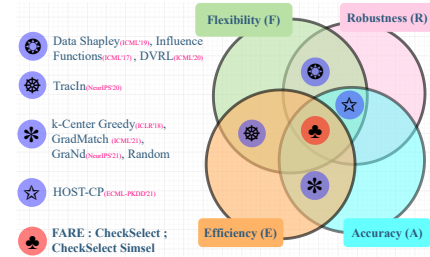 Flexibility (F)
Robustness (R)
Data Shapley(ICML'19), Influence
Functions(ICML'17) , DVRL(ICML'20)
TracIn(NeurIPS'20)
k-Center Greedy(ICLR'18),
GradMatch (ICML'21),
GraNd(NeurIPS'21), Random
HOST-CP(ECML-PKDD'21)
FARE : CheckSelect ;
CheckSelect Simsel
Efficiency (E)
Accuracy (A)